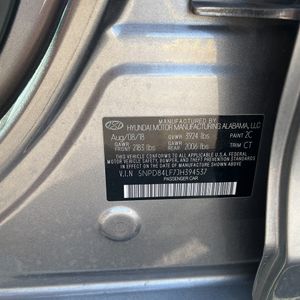 MANUFACTURED BY
HYUNDAI MOTOR MANUFACTURING ALABAMA, LLC
Aug/08/18 GVWR 3924 lbs PAINT 2C
GAWR FRONT 2183 lbs GAWR REAR 2006 lbs TRIM CT
THIS VEHICLE CONFORMS TO ALL APPLICABLE U.S. FEDERAL
MOTOR VEHICLE SAFETY, BUMPER, AND THEFT PREVENTION
STANDARDS IN EFFECT ON THE DATE OF MANUFACTURE SHOWN ABOVE.
V.I.N 5NPD84LF7JH394537
PASSENGER CAR